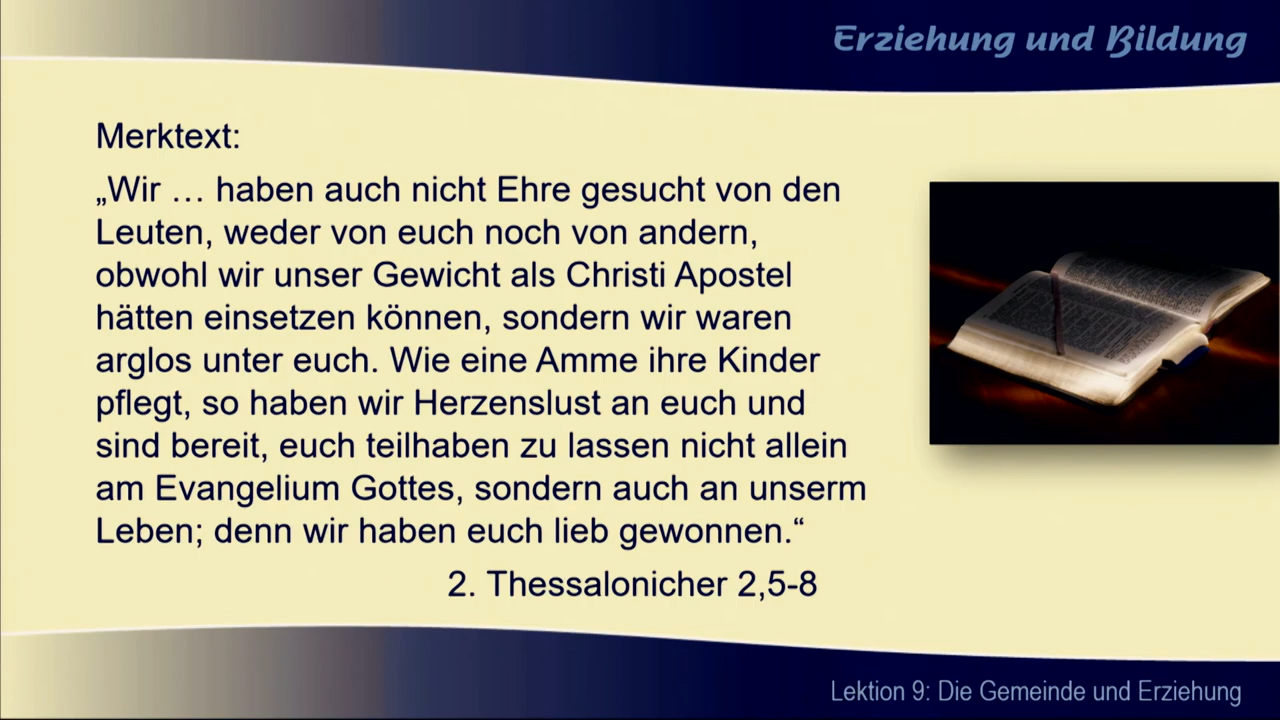 Erziehung und Bildung
Merktext:
„Wir … haben auch nicht Ehre gesucht von den
Leuten, weder von euch noch von andern,
obwohl wir unser Gewicht als Christi Apostel
hätten einsetzen können, sondern wir waren
arglos unter euch. Wie eine Amme ihre Kinder
pflegt, so haben wir Herzenslust an euch und
sind bereit, euch teilhaben zu lassen nicht allein
am Evangelium Gottes, sondern auch an unserm
Leben; denn wir haben euch lieb gewonnen.“
2. Thessalonicher 2,5-8
Lektion 9: Die Gemeinde und Erziehung